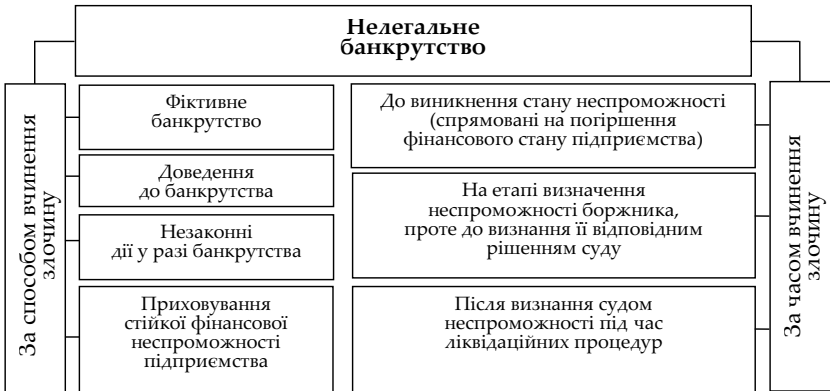 Нелегальне
банкрутство
За способом вчинення
злочину
Фіктивне
банкрутство
Доведення
до банкрутства
Незаконні
дії у разі банкрутства
Приховування
стійкої фінансової
неспроможності
підприємства
До виникнення стану неспроможності
(спрямовані на погіршення
фінансового стану підприємства)
На етапі визначення
неспроможності боржника,
проте до визнання її відповідним
рішенням суду
Після визнання судом
неспроможності під час
ліквідаційних процедур
За часом вчинення
злочину